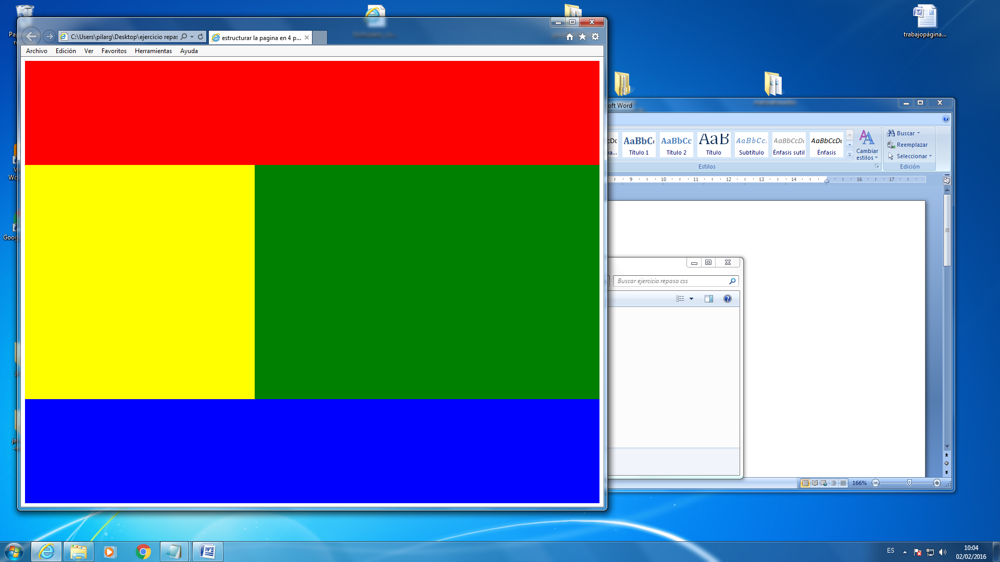 trabajopágina...
C:\Users\pilarg\Desktop\ejercicio repas
estructurar la pagina en 4 p...
Archivo Edición Ver Favoritos Herramientas Ayuda
oft Word
AaBbCc AaBbCc AaB AaBbCc. AaBbCcDc AaBbCcDc
Título 1 Título 2 Título Subtítulo Énfasis sutil Énfasis
Cambiar estilos
Buscar
Reemplazar
Seleccionar
Estilos Edición
9 10 11 12 13 14 16 17
Buscar ejercicio repaso css
166%
ES
10:04
02/02/2016